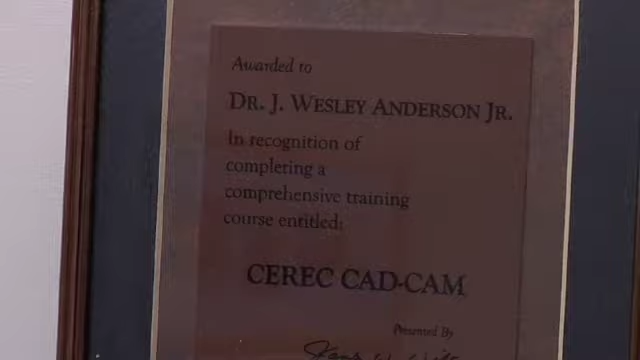 Awarded to
DR. J. WESLEY ANDERSON JR.
In recognition of
completing a
comprehensive training
course entitled:
CEREC CAD-CAM
Presented By